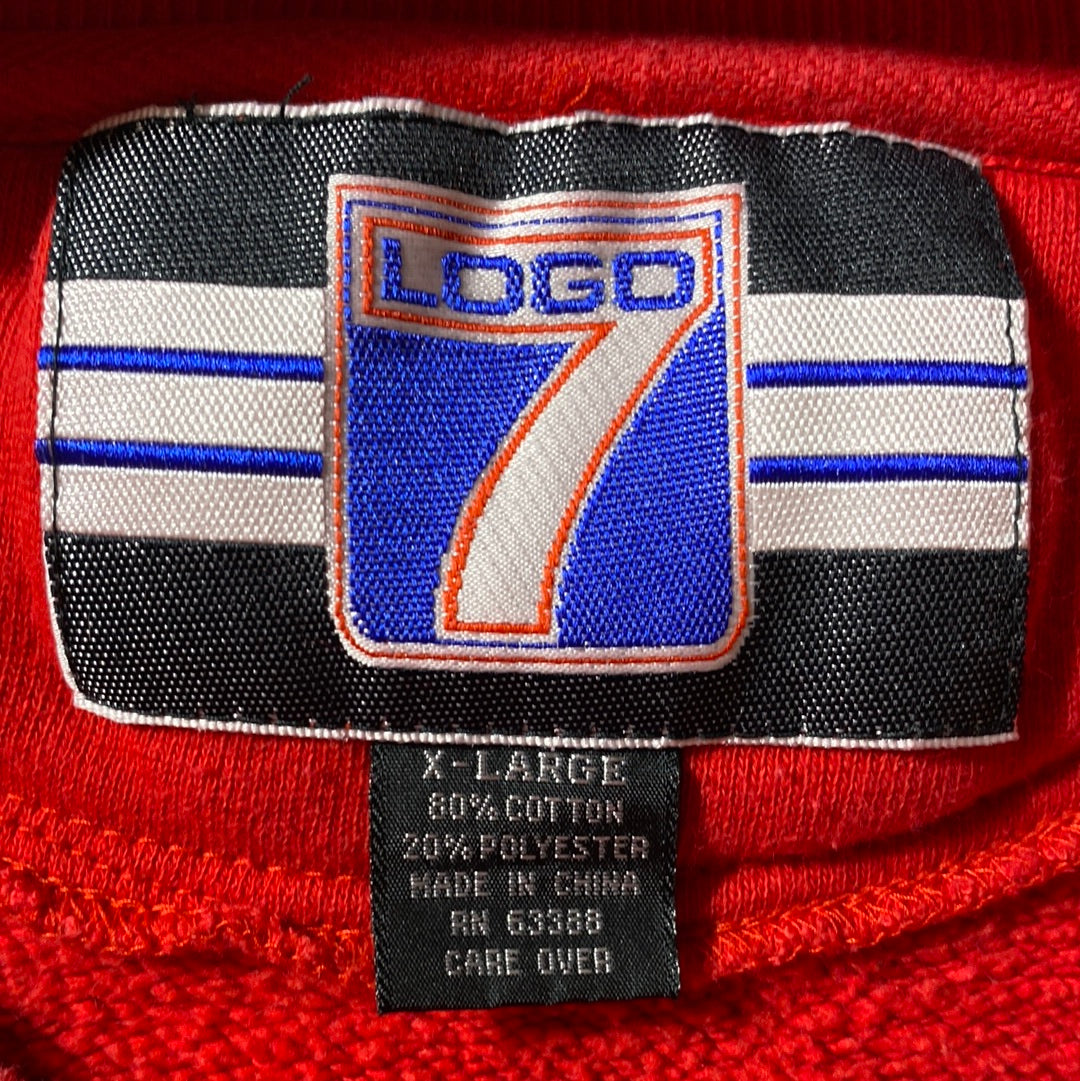 LOGO
7
X-LARGE
80% COTTON
20% POLYESTER
MADE IN CHINA
RN 63388
CARE OVER